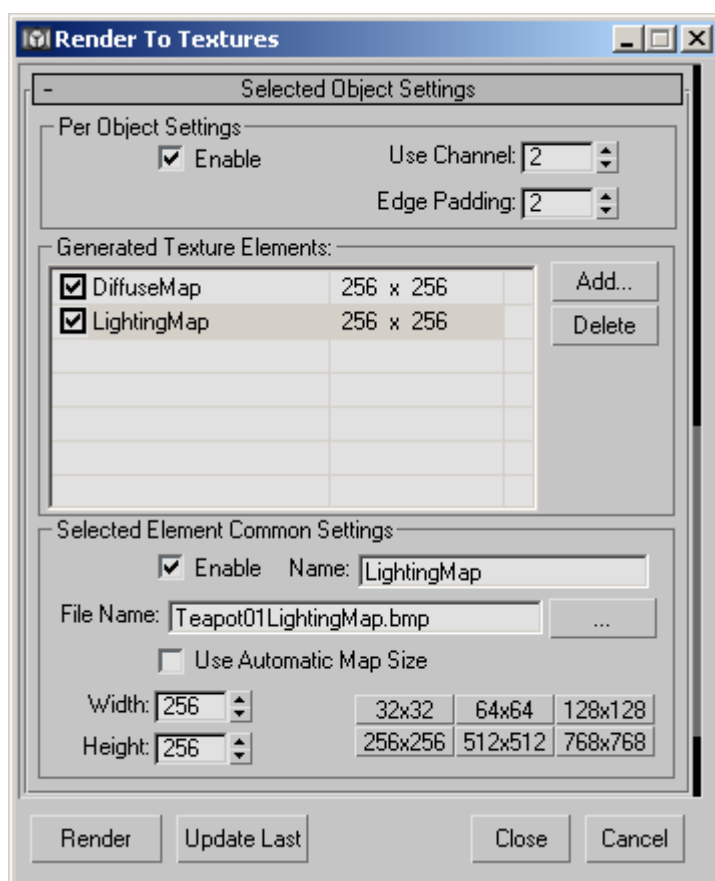 Render To Textures
- Selected Object Settings
Per Object Settings
Enable Use Channel: 2
Edge Padding: 2
Generated Texture Elements:
DiffuseMap 256 x 256 Add...
LightingMap 256 x 256 Delete
Selected Element Common Settings
Enable Name: LightingMap
File Name: Teapot01LightingMap.bmp ...
Use Automatic Map Size
Width: 256 32x32 64x64 128x128
Height: 256 256x256 512x512 768x768
Render Update Last Close Cancel